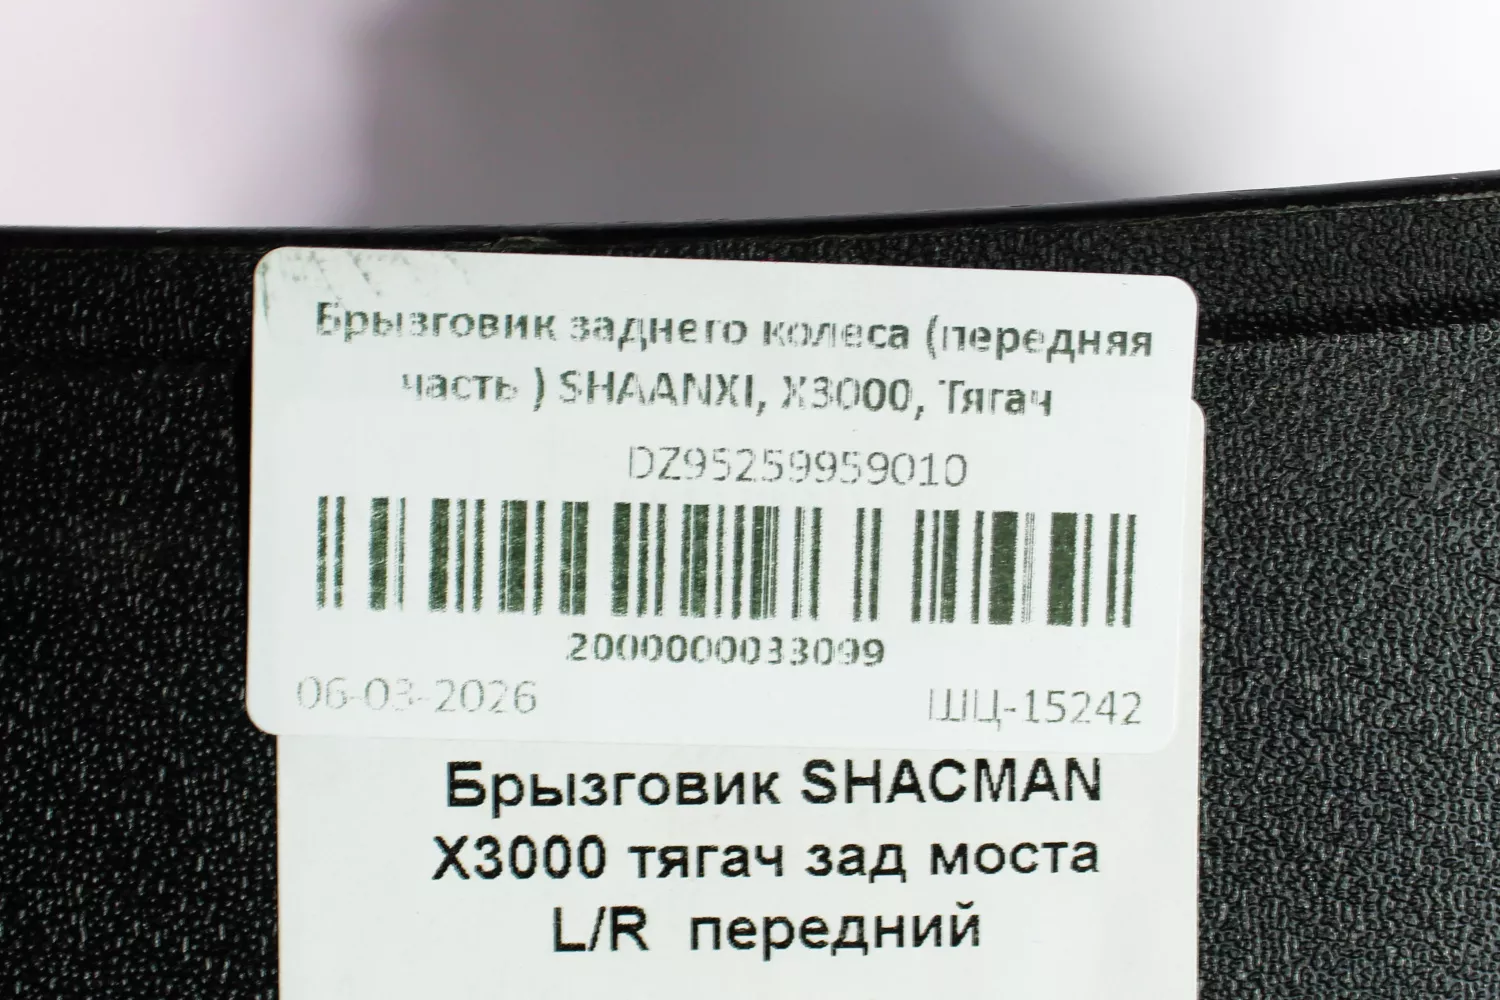 Брызговик заднего колеса (передняя
часть ) SHAANXI, X3000, Тягач
DZ95259959010
2000000033099
06-03-2026 ШЦ-15242
Брызговик SHACMAN
X3000 тягач зад моста
L/R передний